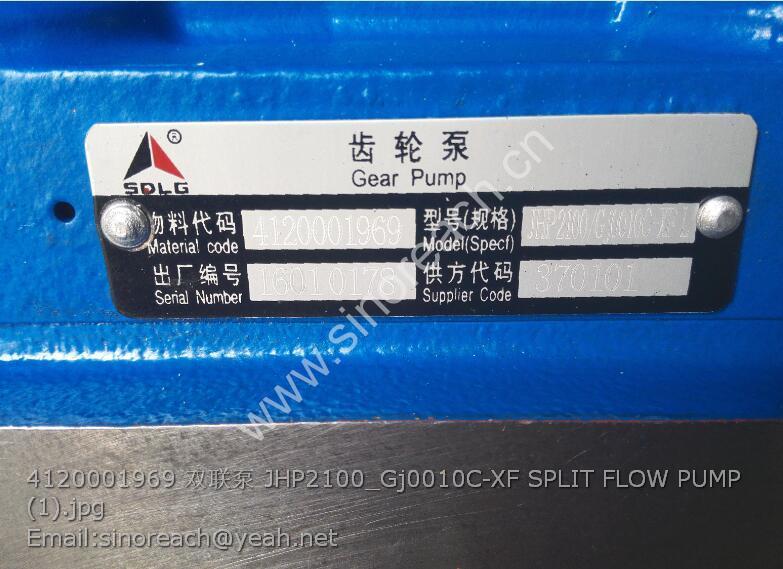 ®
SDLG
齿轮泵
Gear Pump
物料代码 4120001969 型号(规格)
Material code Model(Specf)
出厂编号 16010178 供方代码 370101
Serial Number Supplier Code
www.sinoreach.cn
4120001969 双联泵 JHP2100_Gj0010C-XF SPLIT FLOW PUMP
(1).jpg
Email:sinoreach@yeah.net